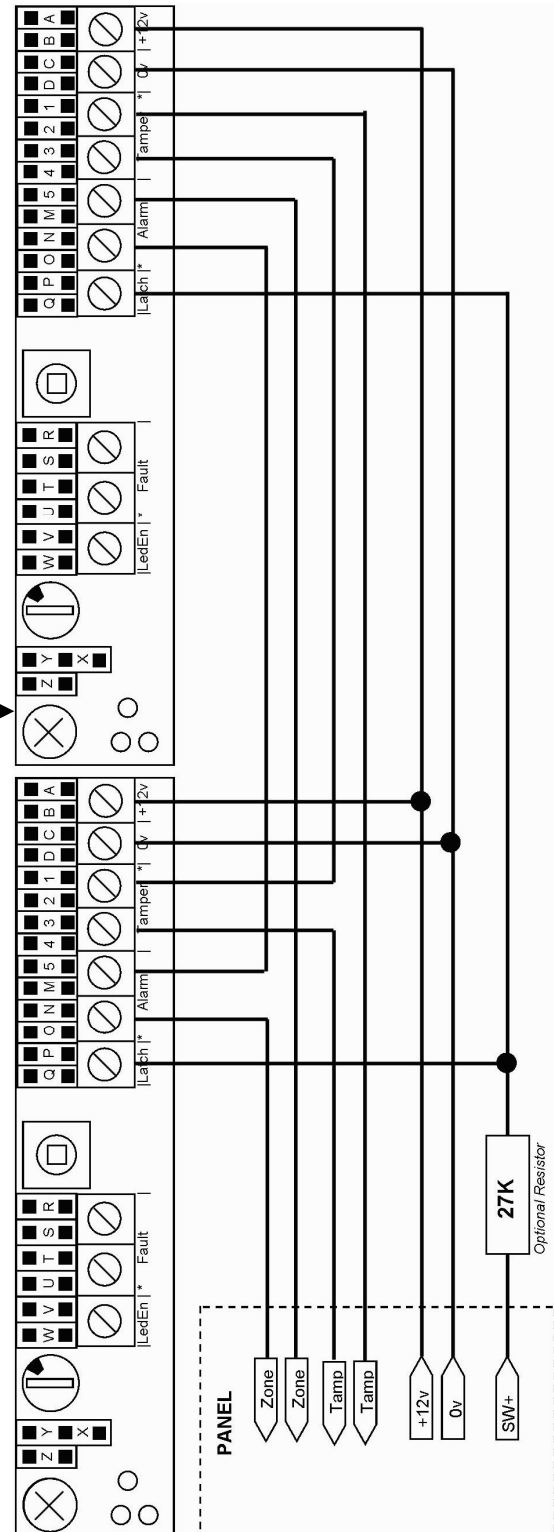 Z Y W V U T S R Q P O N M 5 4 3 2 1 D C B A
X
|LedEn| * Fault | |Latch |* Alarm | Tamper *| 0v | +12v
Z Y W V U T S R Q P O N M 5 4 3 2 1 D C B A
X
|LedEn| * Fault | |Latch |* Alarm | Tamper *| 0v | +12v
PANEL
Zone
Zone
Tamp
Tamp
+12v
0v
SW+
27K
Optional Resistor